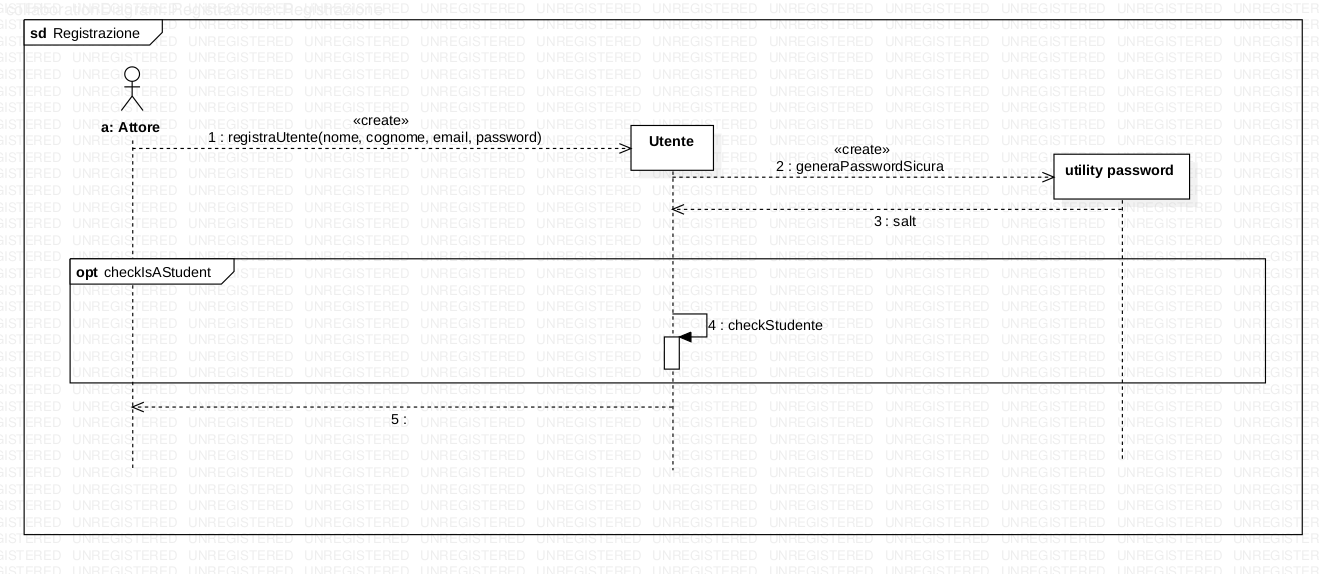 sd Registrazione
a: Attore
«create»
1 : registraUtente(nome, cognome, email, password)
Utente
«create»
2 : generaPasswordSicura
utility password
3 : salt
opt checkIsAStudent
4 : checkStudente
5 :
UNREGISTERED